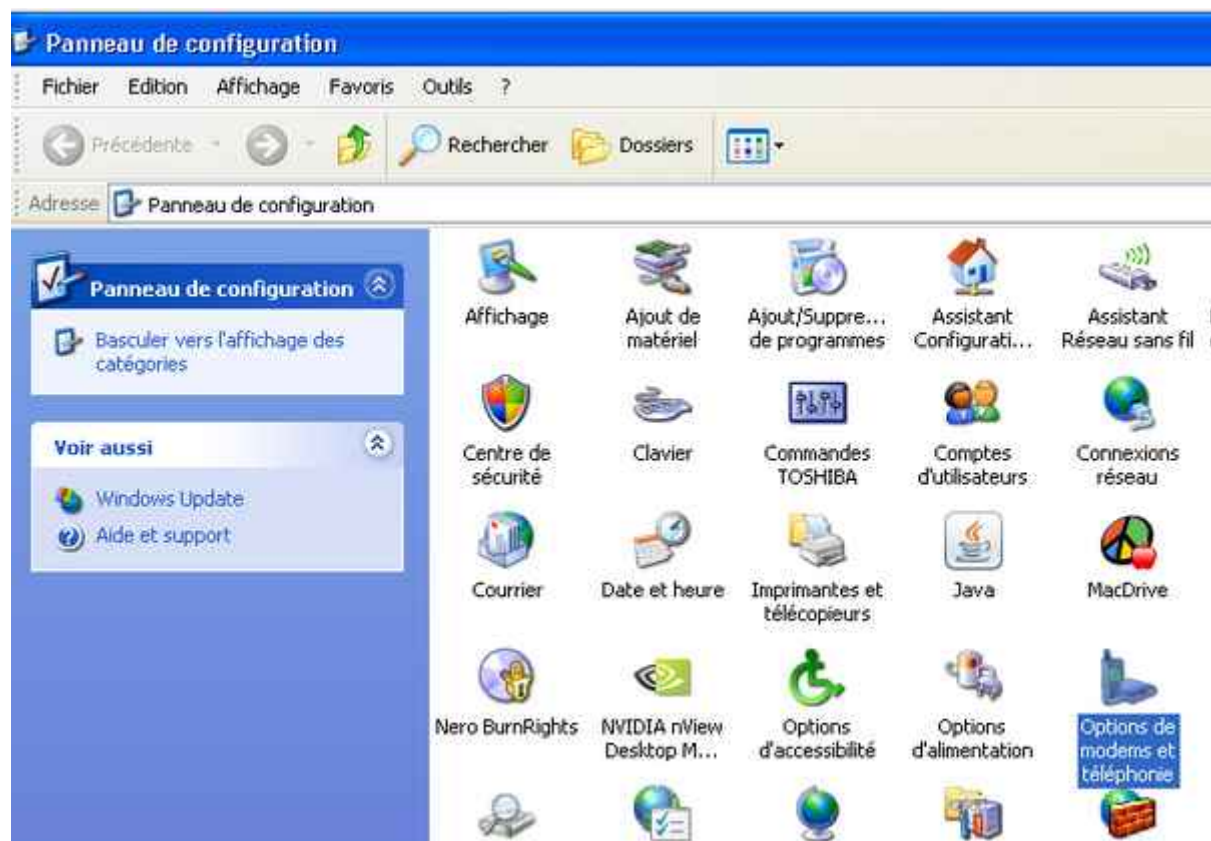 Panneau de configuration
Fichier Edition Affichage Favoris Outils ?
Précédente Rechercher Dossiers
Adresse Panneau de configuration
Panneau de configuration
Basculer vers l'affichage des
catégories
Voir aussi
Windows Update
Aide et support
Affichage
Ajout de
matériel
Ajout/Suppre...
de programmes
Assistant
Configurati...
Assistant
Réseau sans fil
Centre de
sécurité
Clavier
Commandes
TOSHIBA
Comptes
d'utilisateurs
Connexions
réseau
Courrier
Date et heure
Imprimantes et
télécopieurs
Java
MacDrive
Nero BurnRights
NVIDIA nView
Desktop M...
Options
d'accessibilité
Options
d'alimentation
Options de
modems et
téléphonie